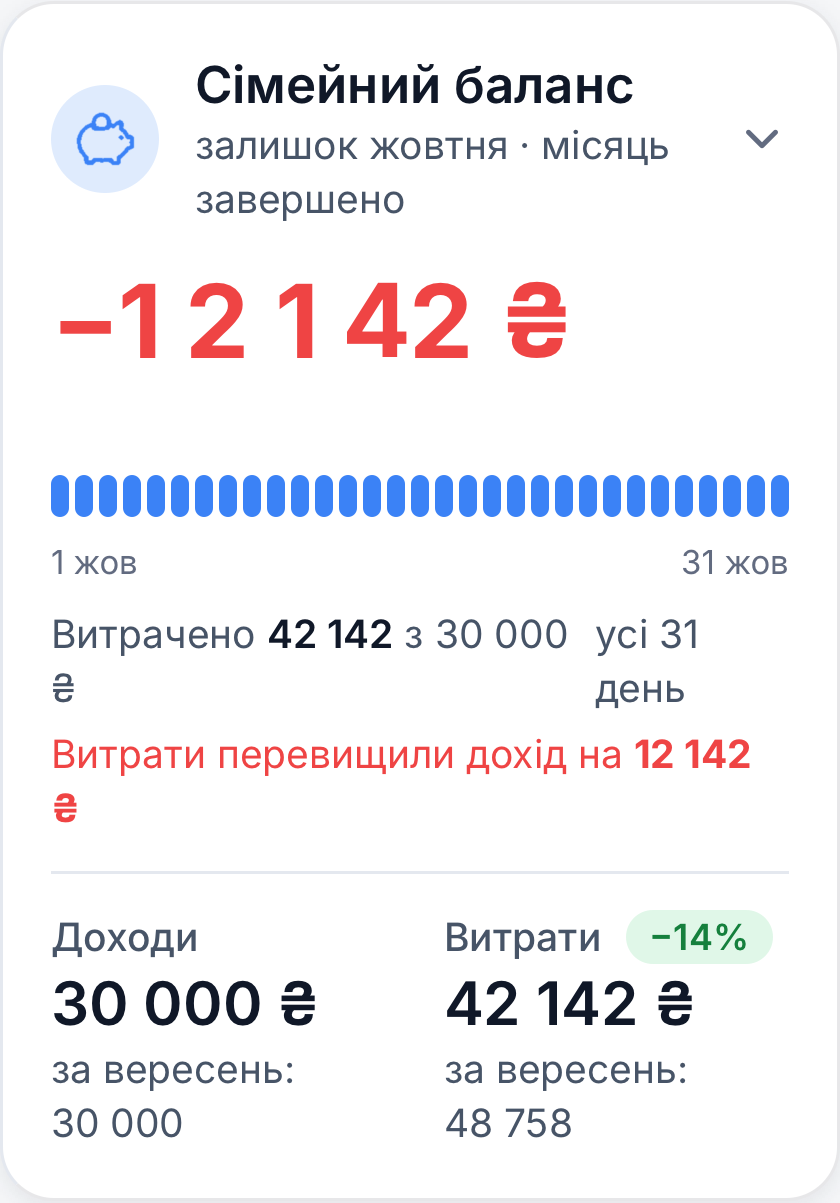 Сімейний баланс
залишок жовтня · місяць
завершено
−12 142 ₴
1 жов
31 жов
Витрачено 42 142 з 30 000
₴
усі 31
день
Витрати перевищили дохід на 12 142
₴
Доходи
30 000 ₴
за вересень:
30 000
Витрати −14%
42 142 ₴
за вересень:
48 758